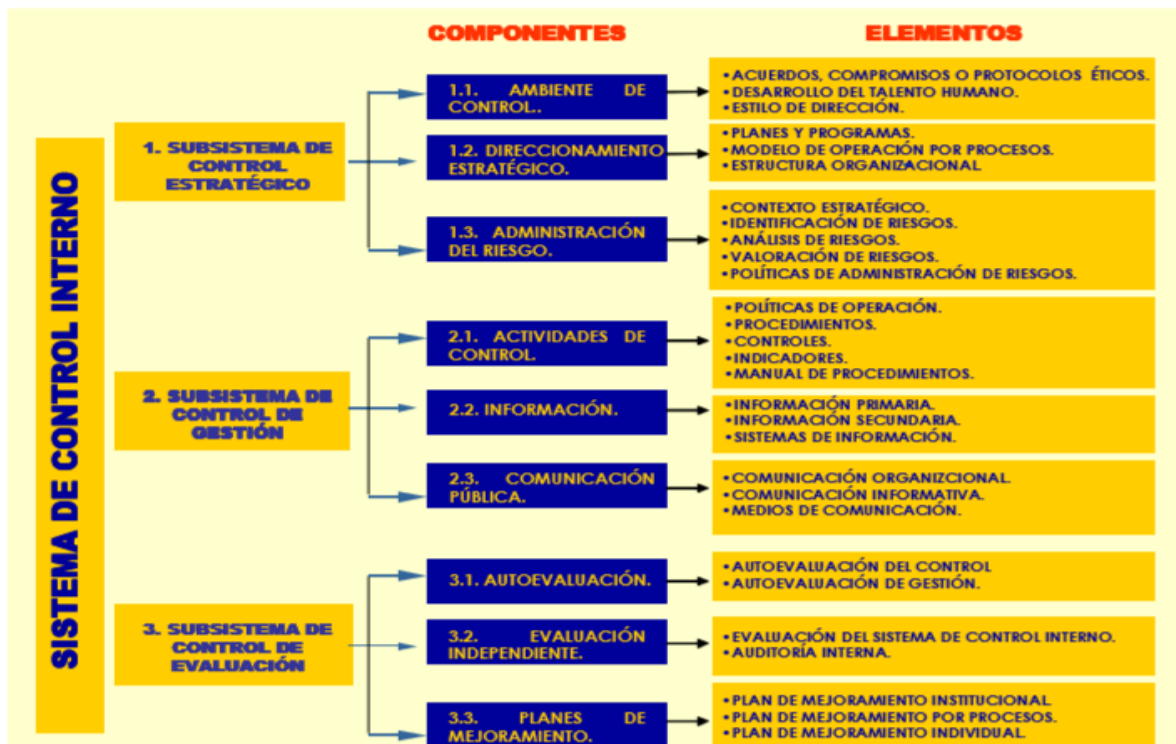 COMPONENTES
ELEMENTOS
SISTEMA DE CONTROL INTERNO
1. SUBSISTEMA DE
CONTROL
ESTRATÉGICO
1.1. AMBIENTE DE
CONTROL..
•ACUERDOS, COMPROMISOS O PROTOCOLOS ÉTICOS.
•DESARROLLO DEL TALENTO HUMANO.
•ESTILO DE DIRECCIÓN.
1.2. DIRECCIONAMIENTO
ESTRATÉGICO.
•PLANES Y PROGRAMAS.
•MODELO DE OPERACIÓN POR PROCESOS.
•ESTRUCTURA ORGANIZACIONAL.
1.3. ADMINISTRACIÓN
DEL RIESGO.
•CONTEXTO ESTRATÉGICO.
•IDENTIFICACIÓN DE RIESGOS.
•ANÁLISIS DE RIESGOS.
•VALORACIÓN DE RIESGOS.
•POLÍTICAS DE ADMINISTRACIÓN DE RIESGOS.
2. SUBSISTEMA DE
CONTROL DE
GESTIÓN
2.1. ACTIVIDADES DE
CONTROL.
•POLÍTICAS DE OPERACIÓN.
•PROCEDIMIENTOS.
•CONTROLES.
•INDICADORES.
•MANUAL DE PROCEDIMIENTOS.
2.2. INFORMACIÓN.
•INFORMACIÓN PRIMARIA.
•INFORMACIÓN SECUNDARIA.
•SISTEMAS DE INFORMACIÓN.
2.3. COMUNICACIÓN
PÚBLICA.
•COMUNICACIÓN ORGANIZCIONAL.
•COMUNICACIÓN INFORMATIVA.
•MEDIOS DE COMUNICACIÓN.
3. SUBSISTEMA DE
CONTROL DE
EVALUACIÓN
3.1. AUTOEVALUACIÓN.
•AUTOEVALUACIÓN DEL CONTROL
•AUTOEVALUACIÓN DE GESTIÓN.
3.2. EVALUACIÓN
INDEPENDIENTE.
•EVALUACIÓN DEL SISTEMA DE CONTROL INTERNO.
•AUDITORÍA INTERNA.
3.3. PLANES DE
MEJORAMIENTO.
•PLAN DE MEJORAMIENTO INSTITUCIONAL.
•PLAN DE MEJORAMIENTO POR PROCESOS.
•PLAN DE MEJORAMIENTO INDIVIDUAL.